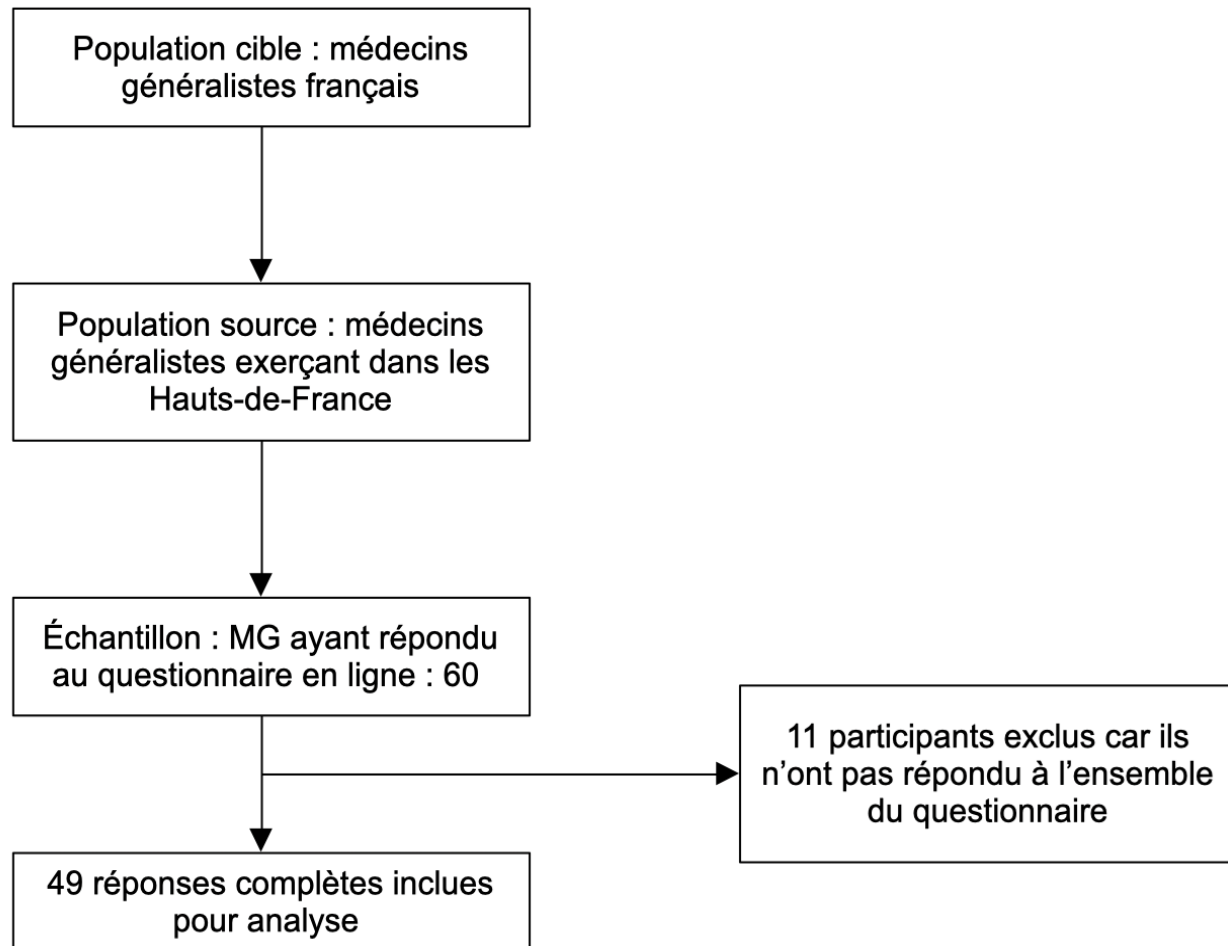 Population cible : médecins
généralistes français
Population source : médecins
généralistes exerçant dans les
Hauts-de-France
Échantillon : MG ayant répondu
au questionnaire en ligne : 60
11 participants exclus car ils
n’ont pas répondu à l’ensemble
du questionnaire
49 réponses complètes inclues
pour analyse